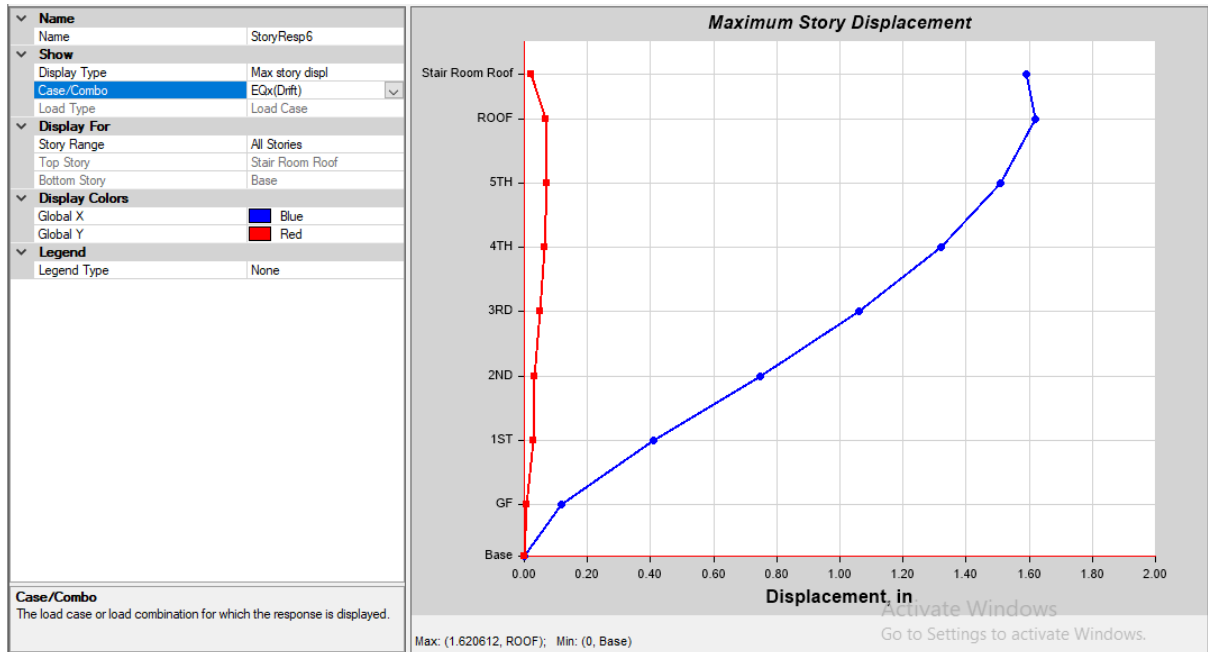 Name
Name StoryResp6
Show
Display Type Max story displ
Case/Combo EQx(Drift)
Load Type Load Case
Display For
Story Range All Stories
Top Story Stair Room Roof
Bottom Story Base
Display Colors
Global X Blue
Global Y Red
Legend
Legend Type None
Case/Combo
The load case or load combination for which the response is displayed.
Maximum Story Displacement
Stair Room Roof
ROOF
5TH
4TH
3RD
2ND
1ST
GF
Base
0.00 0.20 0.40 0.60 0.80 1.00 1.20 1.40 1.60 1.80 2.00
Displacement, in
Activate Windows
Go to Settings to activate Windows.
Max: (1.620612, ROOF); Min: (0, Base)